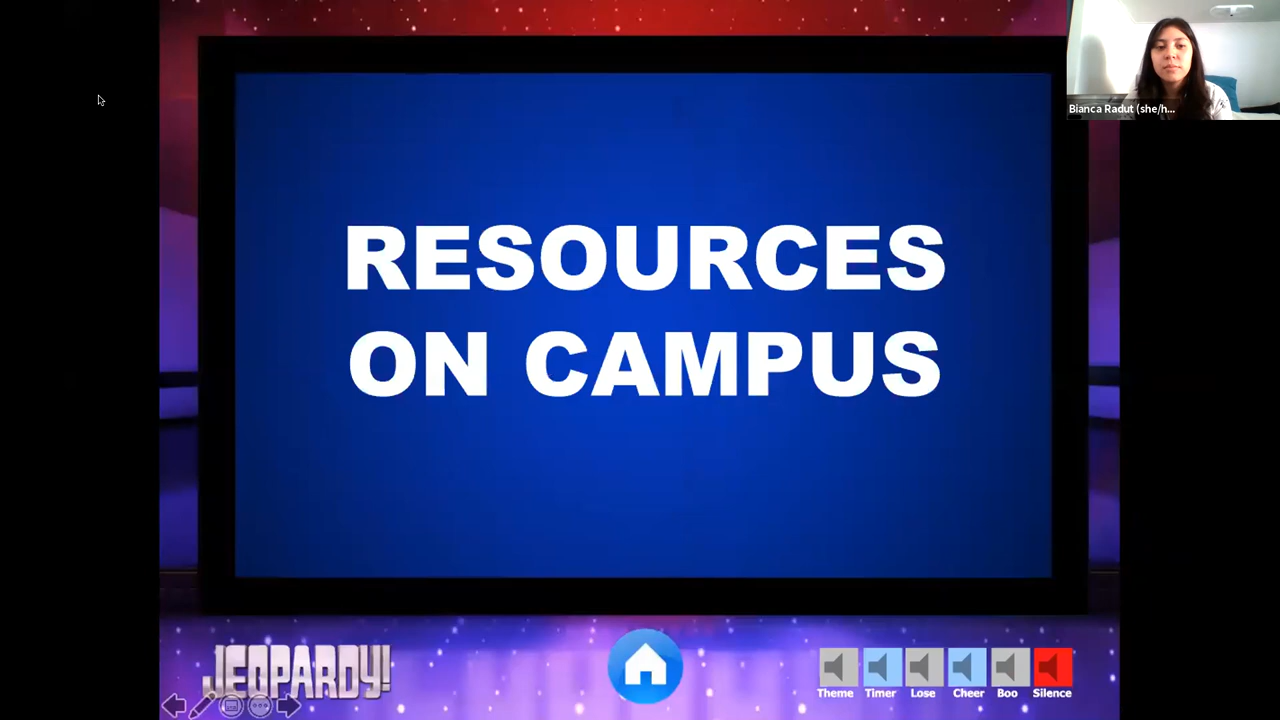 Bianca Radut (she/h...
RESOURCES
ON CAMPUS
JEOPARDY!
Theme Timer Lose Cheer Boo Silence